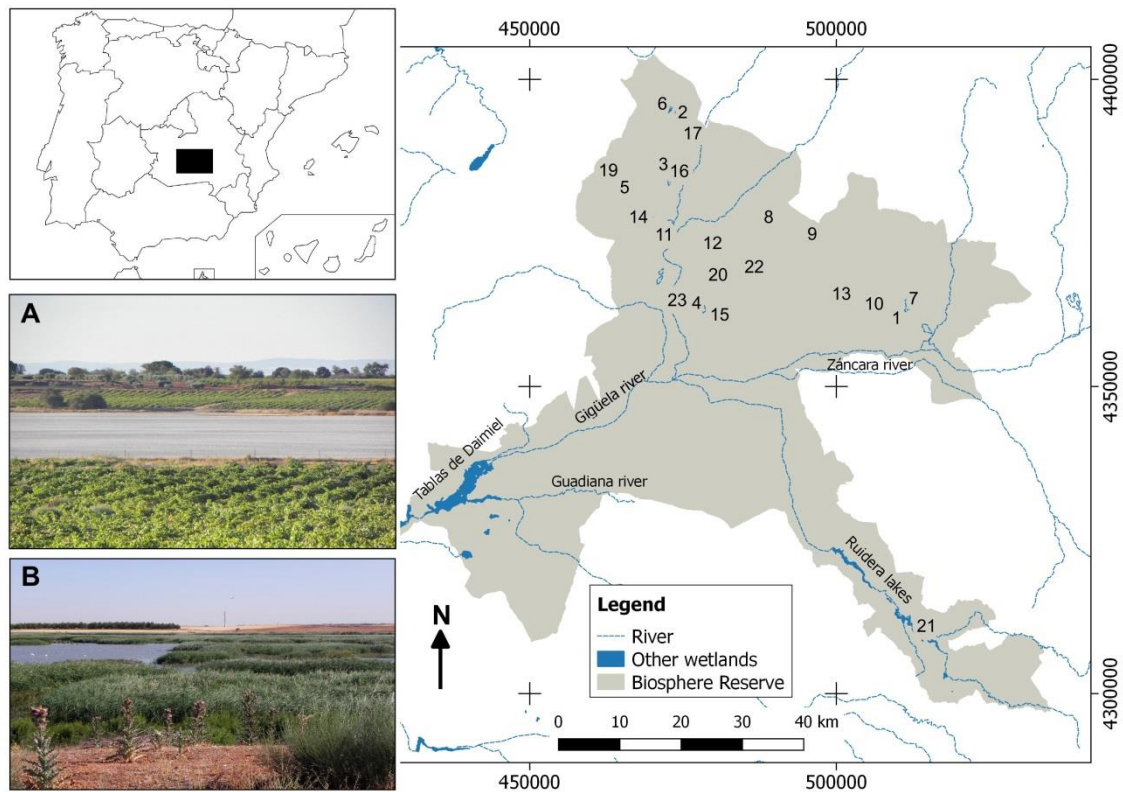 450000
500000
4400000
6
2
17
3
19
16
5
14
8
11
9
12
22
20
13
7
23
4
10
15
1
4350000
Záncara river
Gigüela river
Tablas de Daimiel
Guadiana river
Ruidera lakes
21
N
Legend
River
Other wetlands
Biosphere Reserve
4300000
0 10 20 30 40 km
450000
500000
A
B